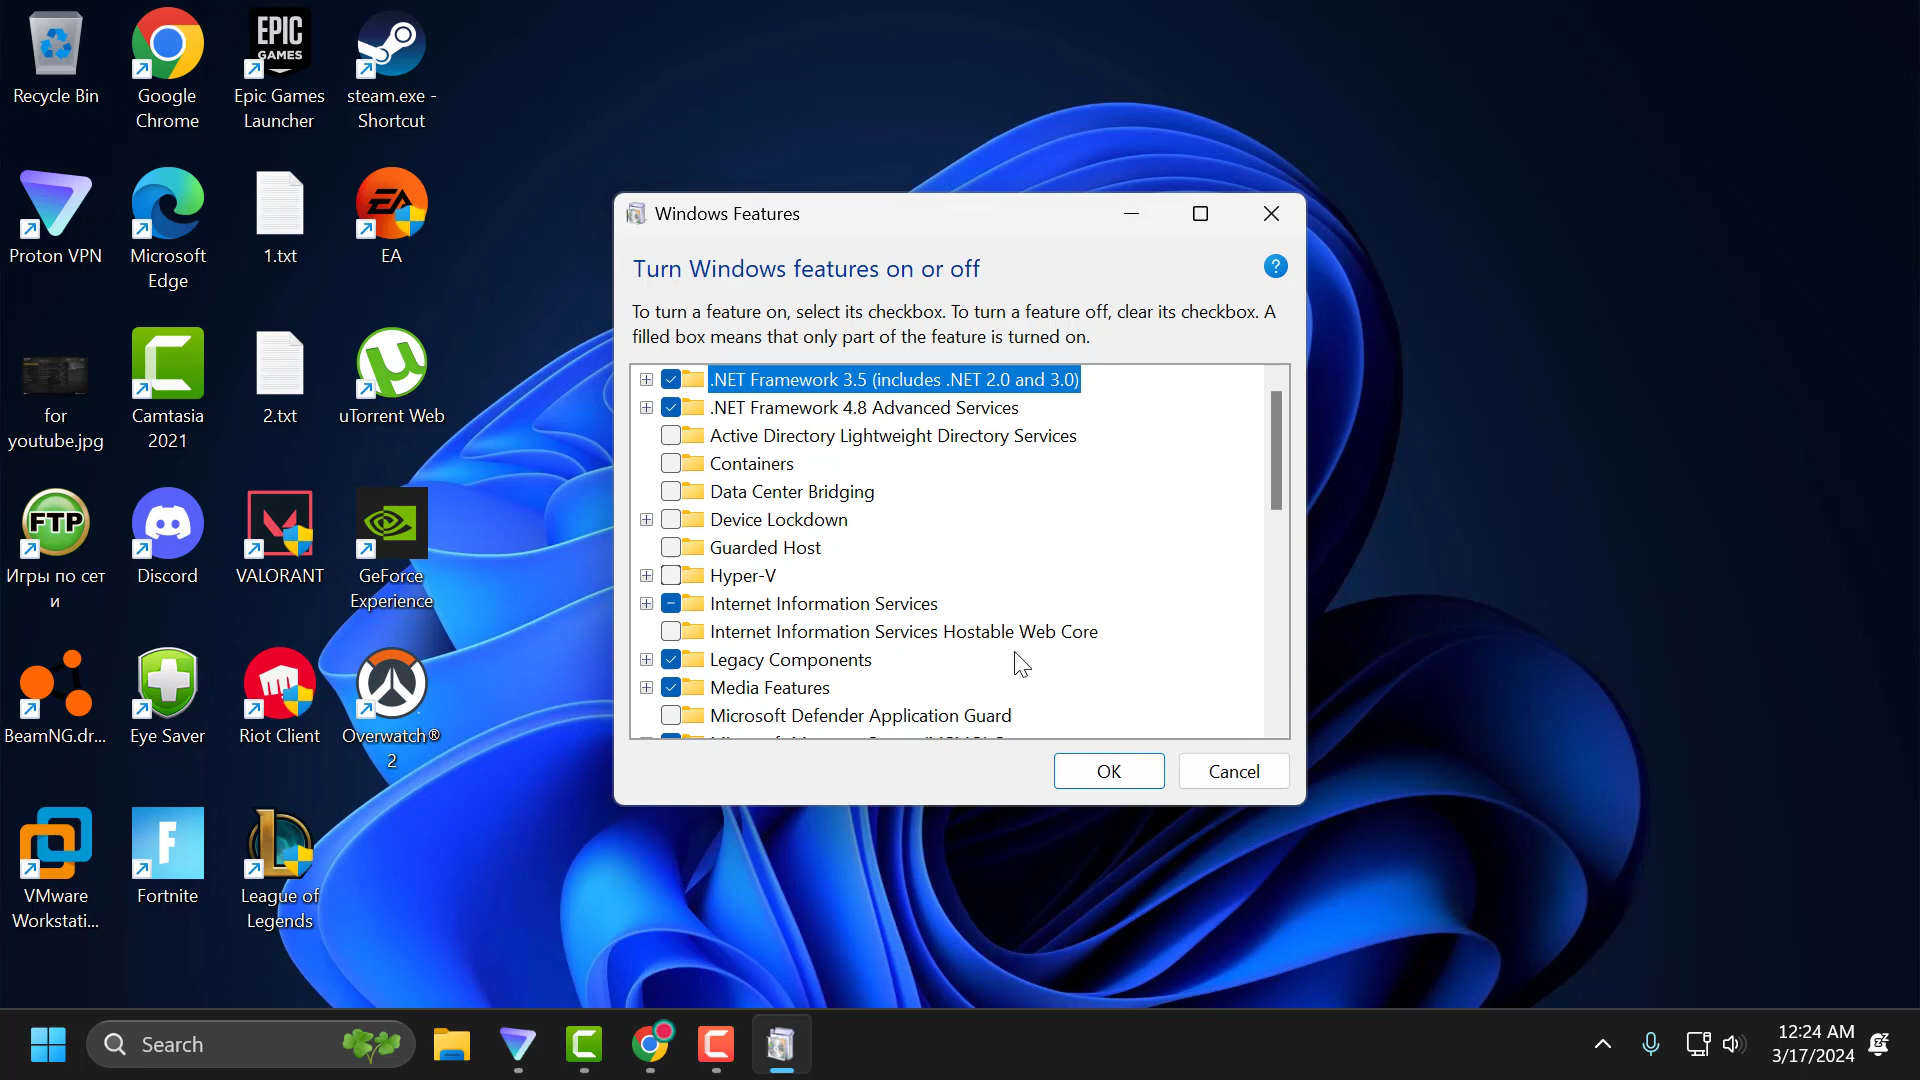 Recycle Bin
Google
Chrome
EPIC
GAMES
Epic Games
Launcher
steam.exe -
Shortcut
Proton VPN
Microsoft
Edge
1.txt
EA
EA
for
youtube.jpg
Camtasia
2021
2.txt
µTorrent Web
FTP
Игры по сет
и
Discord
VALORANT
GeForce
Experience
BeamNG.dr...
Eye Saver
Riot Client
Overwatch®
2
VMware
Workstati...
F
Fortnite
League of
Legends
Windows Features
Turn Windows features on or off
?
To turn a feature on, select its checkbox. To turn a feature off, clear its checkbox. A
filled box means that only part of the feature is turned on.
.NET Framework 3.5 (includes .NET 2.0 and 3.0)
.NET Framework 4.8 Advanced Services
Active Directory Lightweight Directory Services
Containers
Data Center Bridging
Device Lockdown
Guarded Host
Hyper-V
Internet Information Services
Internet Information Services Hostable Web Core
Legacy Components
Media Features
Microsoft Defender Application Guard
OK
Cancel
Search
12:24 AM
3/17/2024